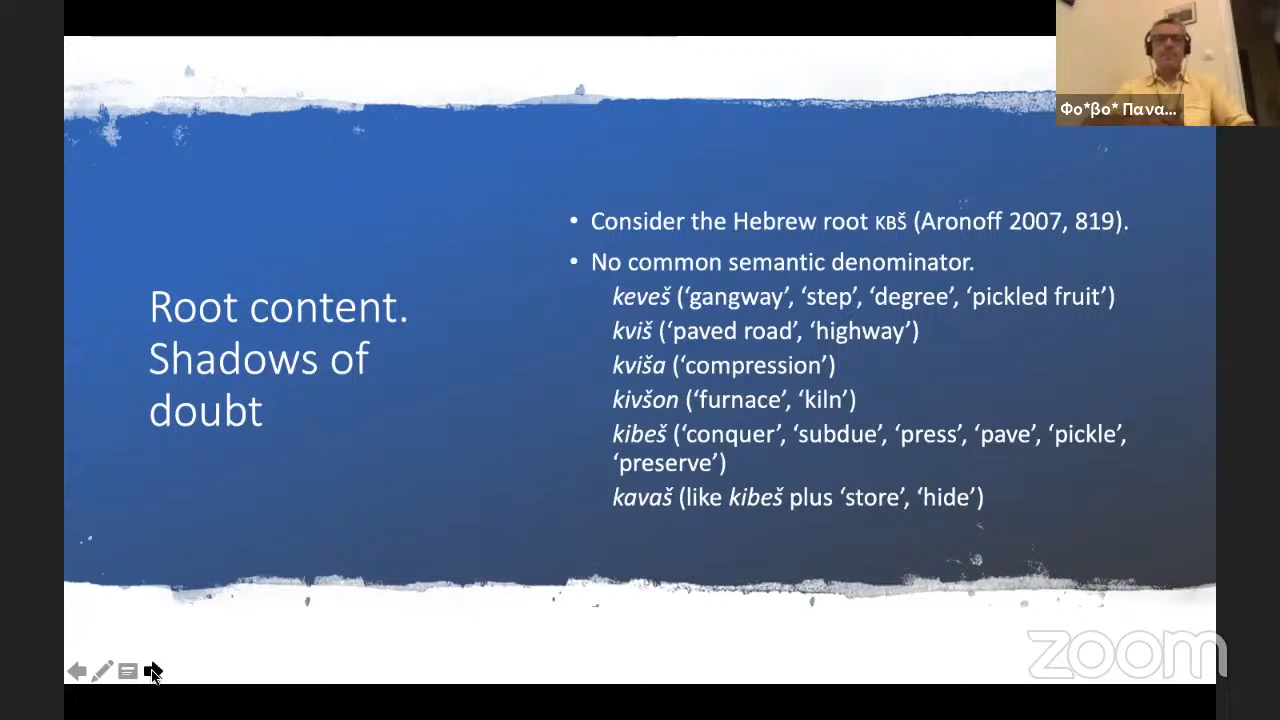 Φο*βο* Πανα...
Root content.
Shadows of
doubt
• Consider the Hebrew root KBŠ (Aronoff 2007, 819).
• No common semantic denominator.
keveš (‘gangway’, ‘step’, ‘degree’, ‘pickled fruit’)
kviš (‘paved road’, ‘highway’)
kviša (‘compression’)
kivšon (‘furnace’, ‘kiln’)
kibeš (‘conquer’, ‘subdue’, ‘press’, ‘pave’, ‘pickle’,
‘preserve’)
kavaš (like kibeš plus ‘store’, ‘hide’)
zoom